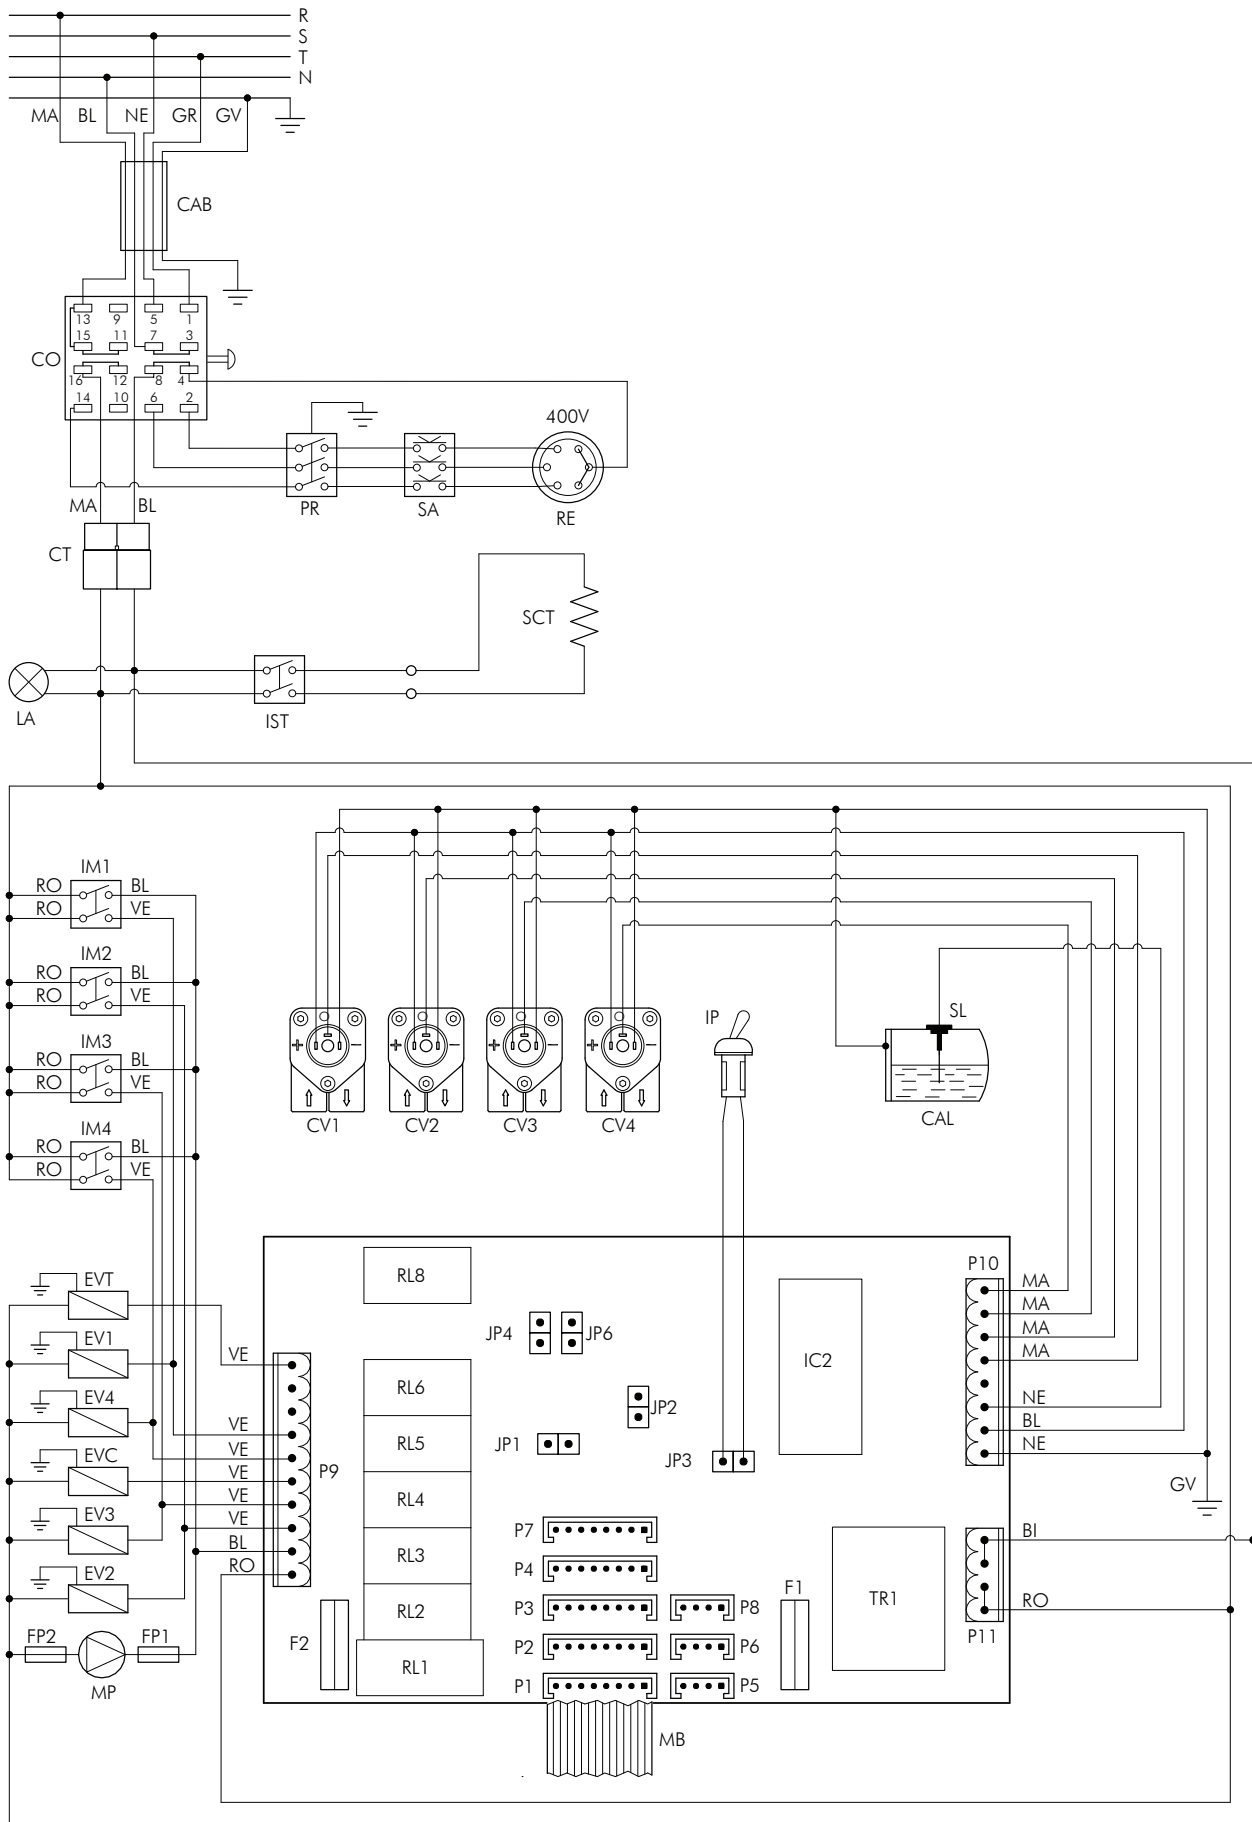 R
S
T
N
MA BL NE GR GV
CAB
13 9 5 1
15 11 7 3
CO
16 12 8 4
14 10 6 2
400V
PR SA RE
MA BL
CT
SCT
LA IST
IM1
RO BL
RO VE
IM2
RO BL
RO VE
IM3
RO BL
RO VE
IM4
RO BL
RO VE
+ − + − + − + −
CV1 CV2 CV3 CV4
IP
SL
CAL
EVT
EV1
EV4
EVC
EV3
EV2
FP2 FP1
MP
VE
VE
VE
VE
VE
VE
BL
RO
P9
RL8
RL6
RL5
RL4
RL3
RL2
RL1
F2
JP4 JP6
JP2
JP1
JP3
IC2
P7
P4
P3 P8
P2 P6
P1 P5
F1
TR1
MB
P10
MA
MA
MA
MA
NE
BL
NE
GV
BI
RO
P11